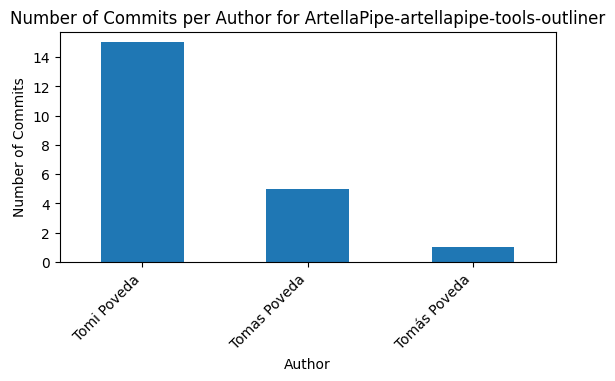 Number of Commits per Author for ArtellaPipe-artellapipe-tools-outliner
14
12
10
8
6
4
2
0
Number of Commits
Tomi Poveda
Tomas Poveda
Tomás Poveda
Author